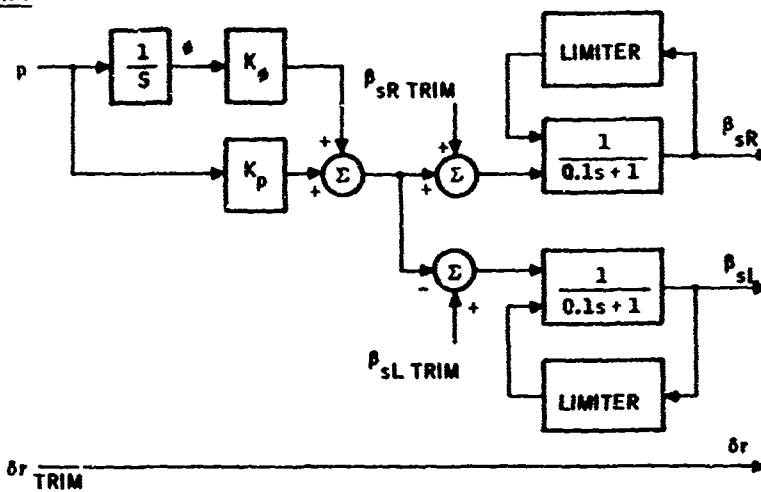 p
1
S
ø
K_ø
K_p
+
+
Σ
β_sR TRIM
+
+
Σ
LIMITER
1
0.1s + 1
β_sR
-
Σ
+
β_sL TRIM
1
0.1s + 1
LIMITER
β_sL
δr TRIM
δr